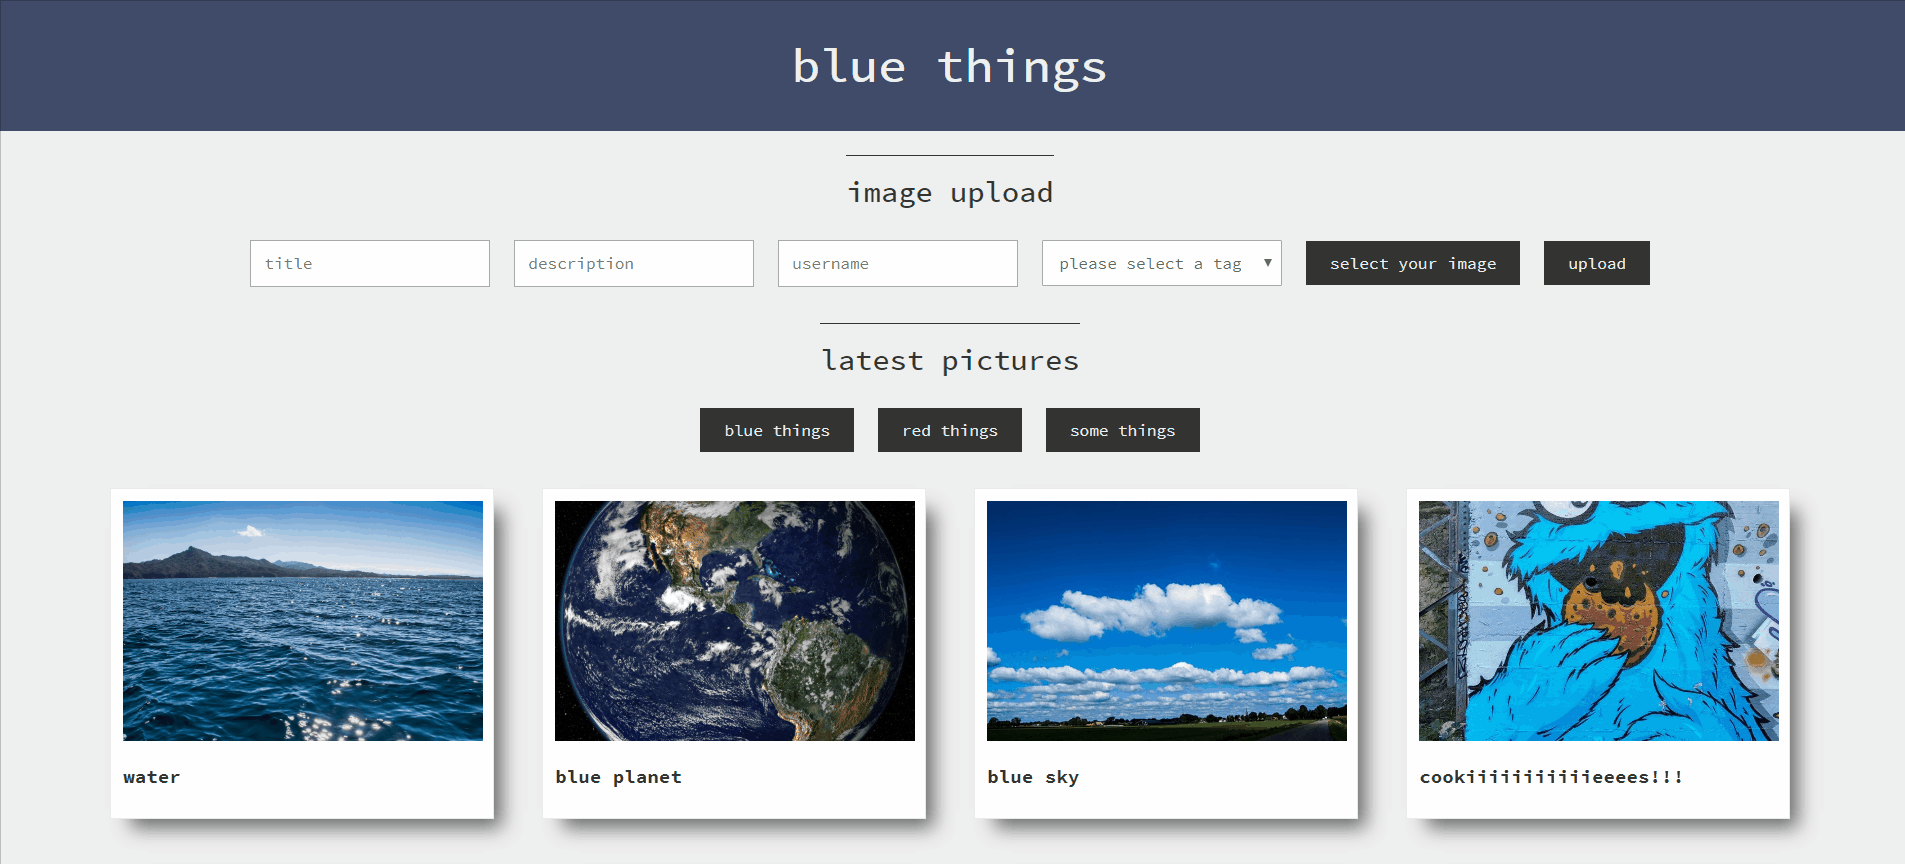 blue things
image upload
title description username please select a tag select your image upload
latest pictures
blue things red things some things
water blue planet blue sky cookiiiiiiiiiiieeees!!!